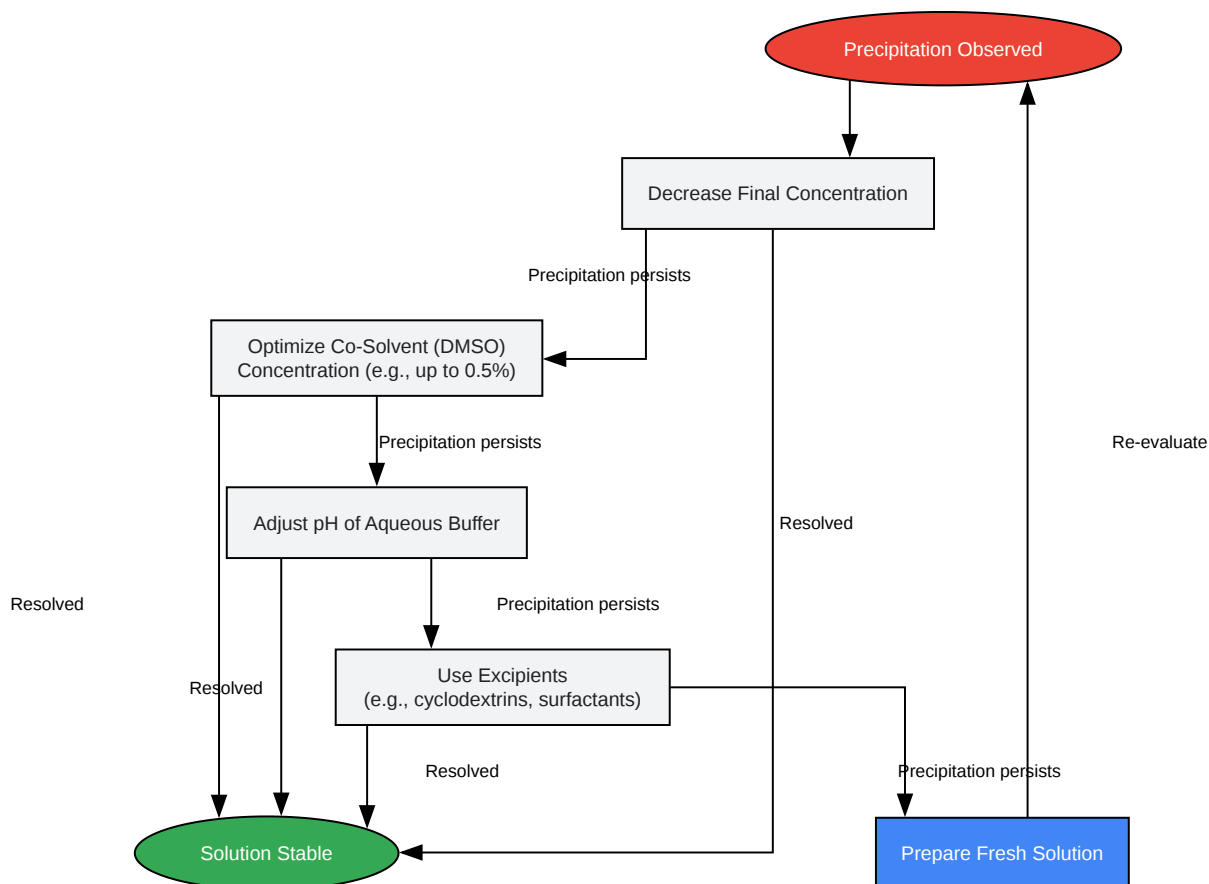 Precipitation Observed
Decrease Final Concentration
Precipitation persists
Optimize Co-Solvent (DMSO)
Concentration (e.g., up to 0.5%)
Precipitation persists
Re-evaluate
Adjust pH of Aqueous Buffer
Resolved
Resolved
Precipitation persists
Use Excipients
(e.g., cyclodextrins, surfactants)
Resolved
Resolved
Precipitation persists
Solution Stable
Prepare Fresh Solution